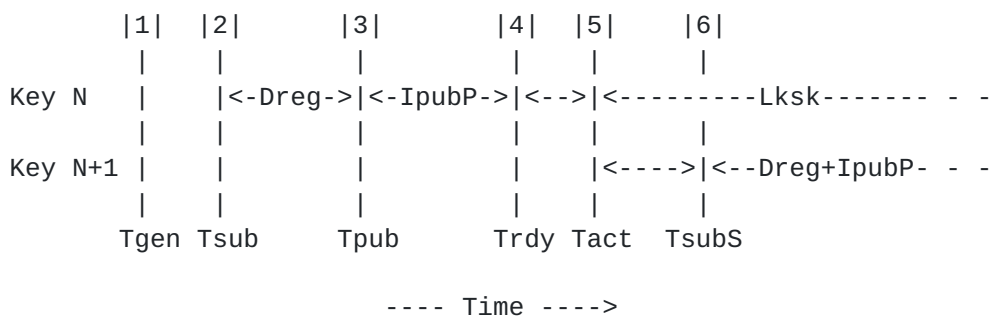 |1| |2| |3| |4| |5| |6|
| | | | | |
Key N | |<-Dreg->|<-IpubP->|<-->|<---------Lksk------- - -
| | | | | |
Key N+1 | | | | |<---->|<--Dreg+IpubP- - -
| | | | | |
Tgen Tsub Tpub Trdy Tact TsubS
---- Time ---->